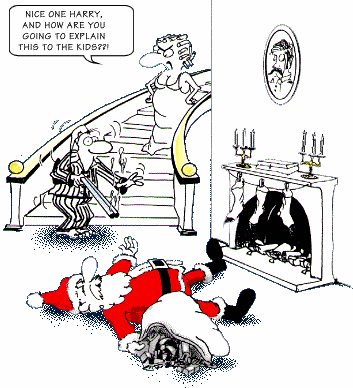 NICE ONE HARRY,
AND HOW ARE YOU
GOING TO EXPLAIN
THIS TO THE KIDS??!